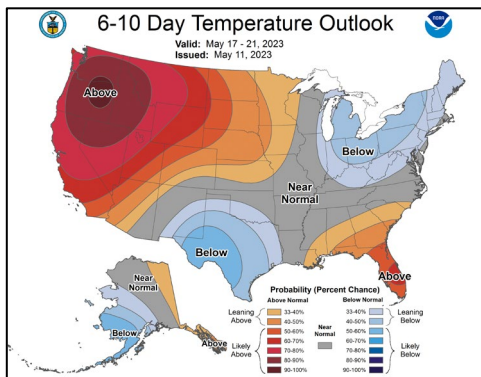 6-10 Day Temperature Outlook
Valid: May 17 - 21, 2023
Issued: May 11, 2023
Above
Below
Near
Normal
Below
Above
Near
Normal
Below
Above
Probability (Percent Chance)
Above Normal
Below Normal
Leaning
Above
33-40%
40-50%
Likely
Above
50-60%
60-70%
70-80%
80-90%
90-100%
Near
Normal
33-40%
40-50%
Leaning
Below
50-60%
60-70%
70-80%
80-90%
90-100%
Likely
Below